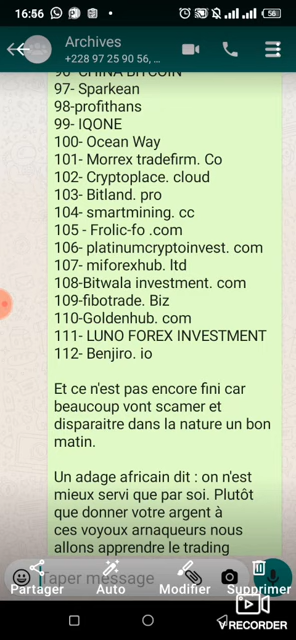 16:56
58
Archives
+228 97 25 90 56, ...
96- CHINA BITCOIN
97- Sparkean
98-profithans
99- IQONE
100- Ocean Way
101- Morrex tradefirm. Co
102- Cryptoplace. cloud
103- Bitland. pro
104- smartmining. cc
105 - Frolic-fo .com
106- platinumcryptoinvest. com
107- miforexhub. ltd
108-Bitwala investment. com
109-fibotrade. Biz
110-Goldenhub. com
111- LUNO FOREX INVESTMENT
112- Benjiro. io
Et ce n'est pas encore fini car
beaucoup vont scamer et
disparaitre dans la nature un bon
matin.
Un adage africain dit : on n'est
mieux servi que par soi. Plutôt
que donner votre argent à
ces voyoux arnaqueurs nous
allons apprendre le trading
Taper message
Partager Auto Modifier Supprimer
RECORDER